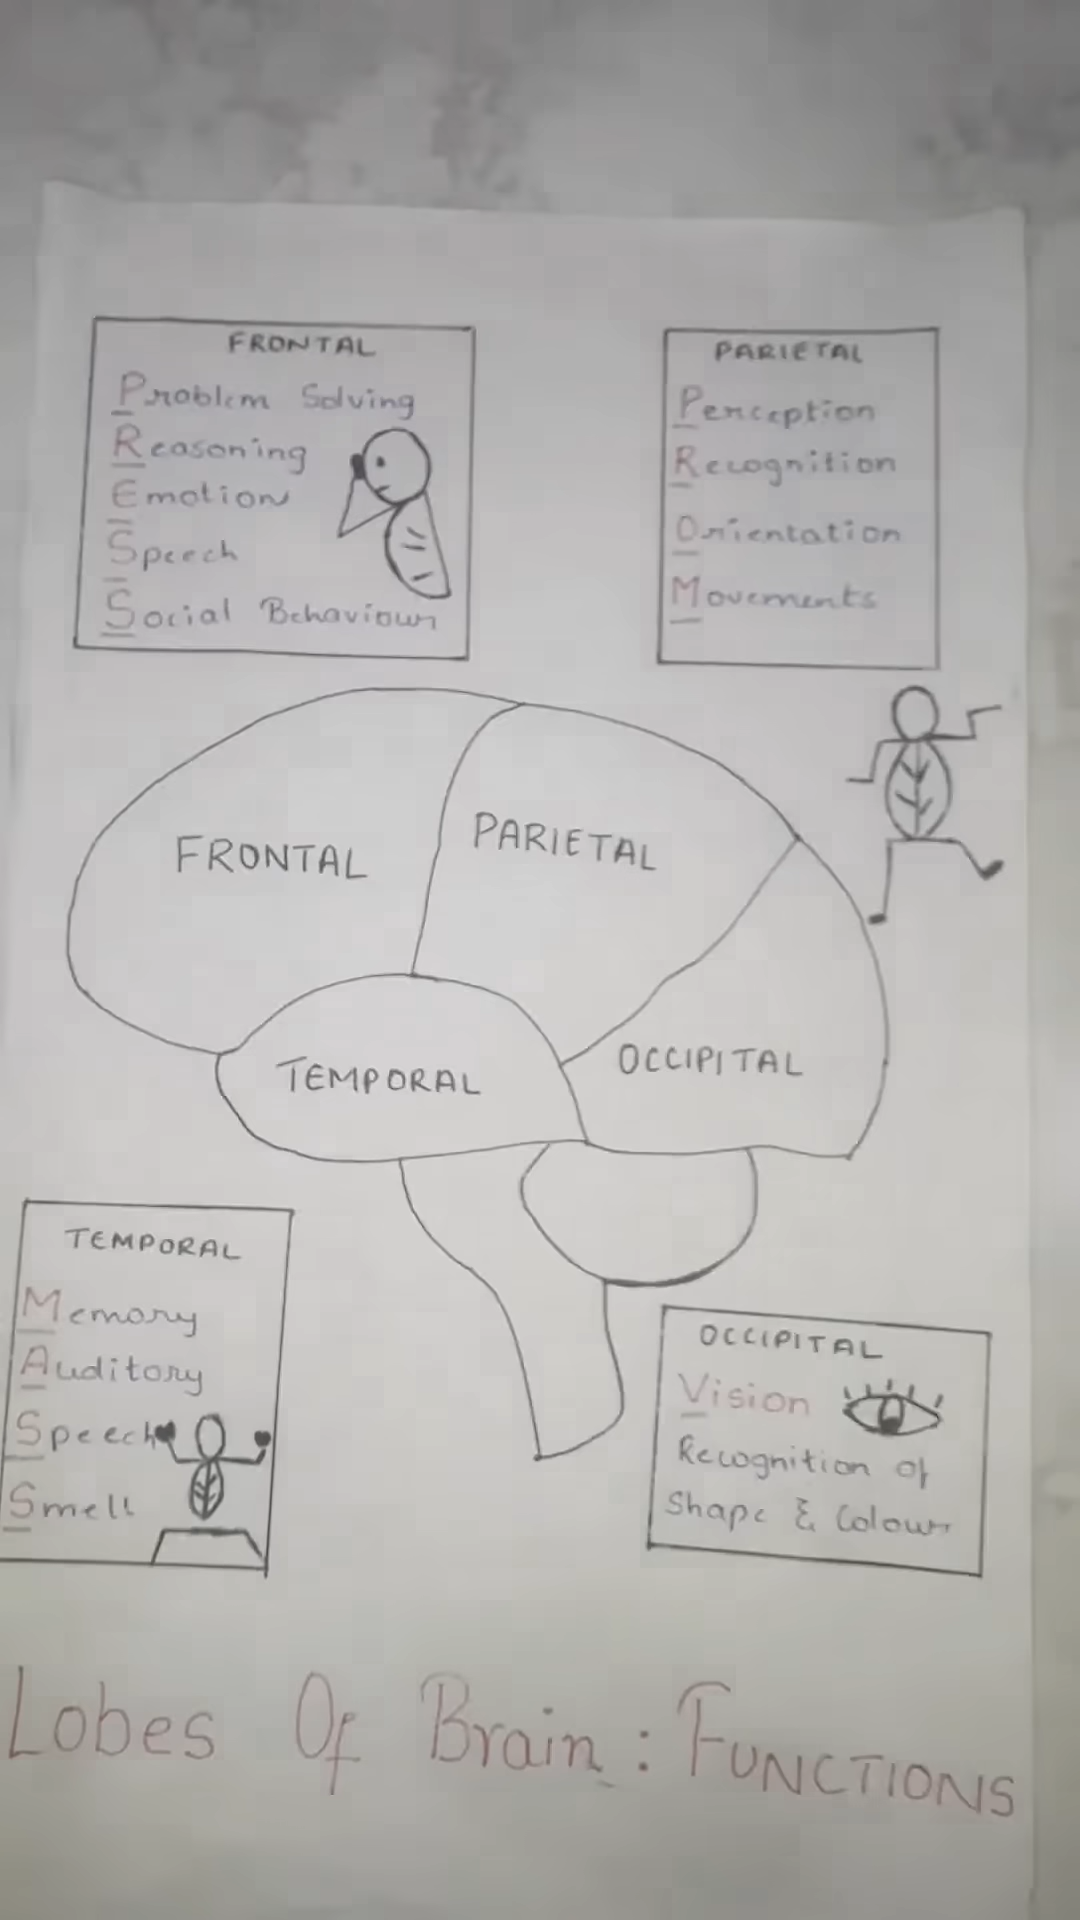 FRONTAL
Problem Solving
Reasoning
Emotion
Speech
Social Behaviour
PARIETAL
Perception
Recognition
Orientation
Movements
FRONTAL
PARIETAL
TEMPORAL
OCCIPITAL
TEMPORAL
Memory
Auditory
Speech
Smell
OCCIPITAL
Vision
Recognition of
Shape & Colour
Lobes Of Brain : FUNCTIONS